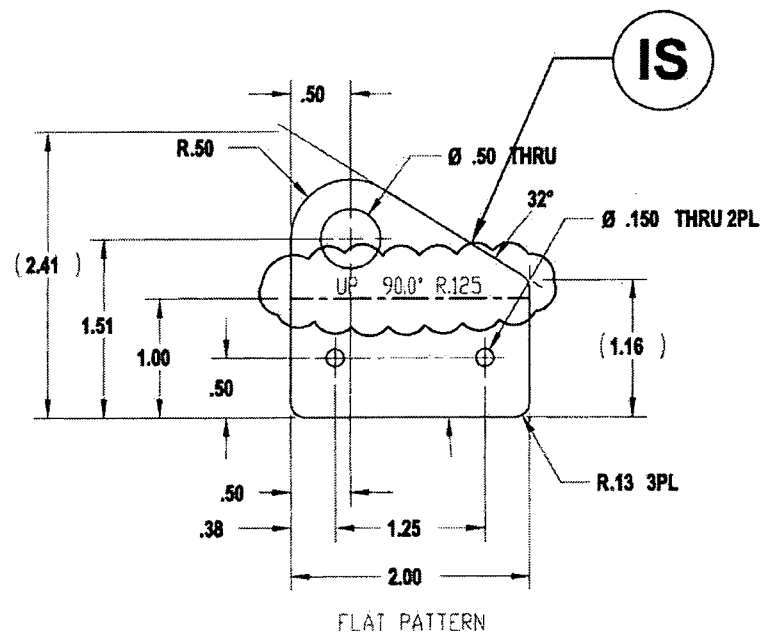 IS
.50
R.50
Ø .50 THRU
32°
Ø .150 THRU 2PL
( 2.41 )
1.51
1.00
UP 90.0° R.125
( 1.16 )
.50
.50
R.13 3PL
.38
1.25
2.00
FLAT PATTERN